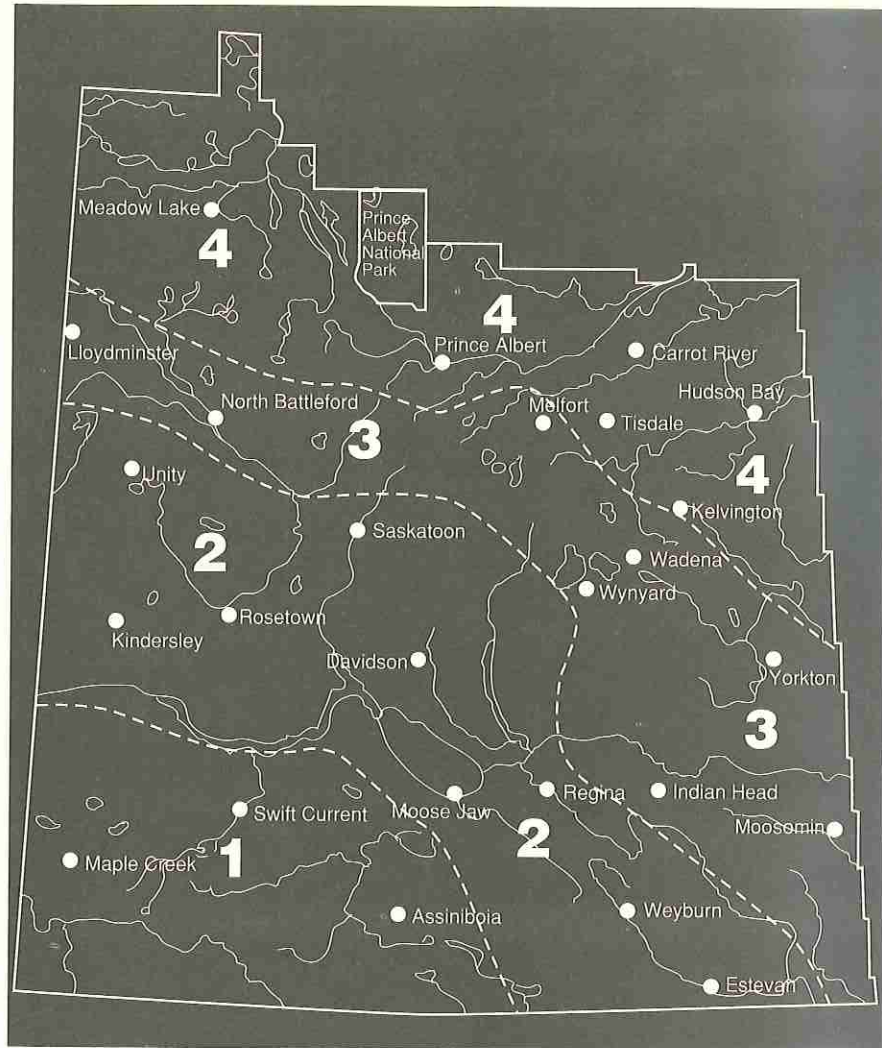 Meadow Lake
4
Prince
Albert
National
Park
4
Lloydminster
Prince Albert
Carrot River
North Battleford
Hudson Bay
Melfort
Tisdale
3
Unity
4
Kelvington
Saskatoon
2
Wadena
Wynyard
Rosetown
Kindersley
Davidson
Yorkton
3
Swift Current
Moose Jaw
Regina
Indian Head
Moosomin
1
2
Maple Creek
Assiniboia
Weyburn
Estevan